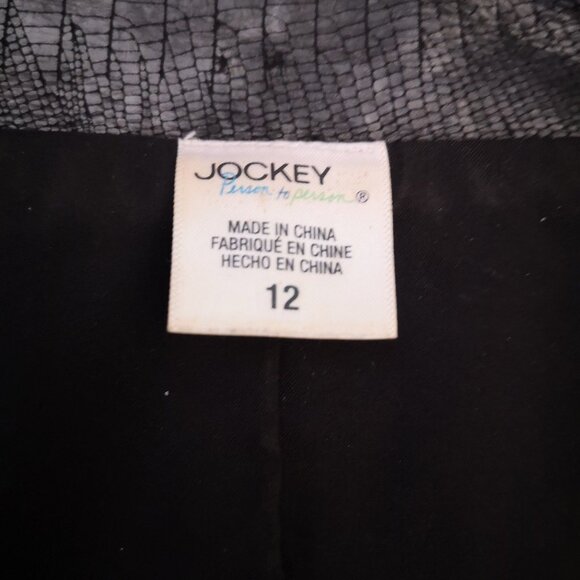 JOCKEY
Person to person®
MADE IN CHINA
FABRIQUÉ EN CHINE
HECHO EN CHINA
12